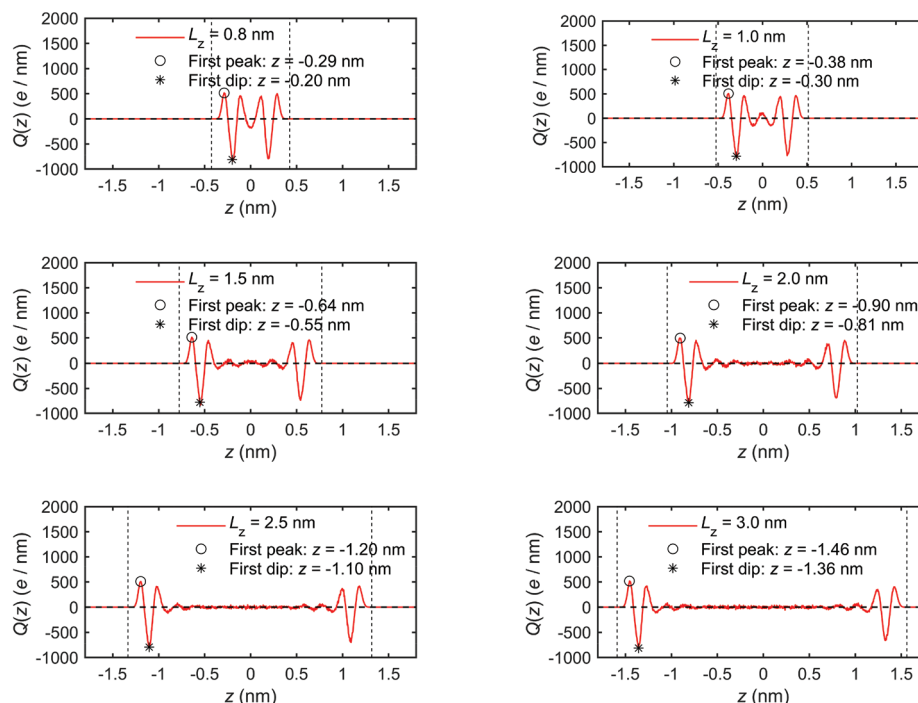 2000
1500
1000
500
0
-500
-1000
Q(z) (e / nm)
L_z = 0.8 nm
First peak: z = -0.29 nm
First dip: z = -0.20 nm
-1.5 -1 -0.5 0 0.5 1 1.5
z (nm)
2000
1500
1000
500
0
-500
-1000
Q(z) (e / nm)
L_z = 1.0 nm
First peak: z = -0.38 nm
First dip: z = -0.30 nm
-1.5 -1 -0.5 0 0.5 1 1.5
z (nm)
2000
1500
1000
500
0
-500
-1000
Q(z) (e / nm)
L_z = 1.5 nm
First peak: z = -0.64 nm
First dip: z = -0.55 nm
-1.5 -1 -0.5 0 0.5 1 1.5
z (nm)
2000
1500
1000
500
0
-500
-1000
Q(z) (e / nm)
L_z = 2.0 nm
First peak: z = -0.90 nm
First dip: z = -0.81 nm
-1.5 -1 -0.5 0 0.5 1 1.5
z (nm)
2000
1500
1000
500
0
-500
-1000
Q(z) (e / nm)
L_z = 2.5 nm
First peak: z = -1.20 nm
First dip: z = -1.10 nm
-1.5 -1 -0.5 0 0.5 1 1.5
z (nm)
2000
1500
1000
500
0
-500
-1000
Q(z) (e / nm)
L_z = 3.0 nm
First peak: z = -1.46 nm
First dip: z = -1.36 nm
-1.5 -1 -0.5 0 0.5 1 1.5
z (nm)